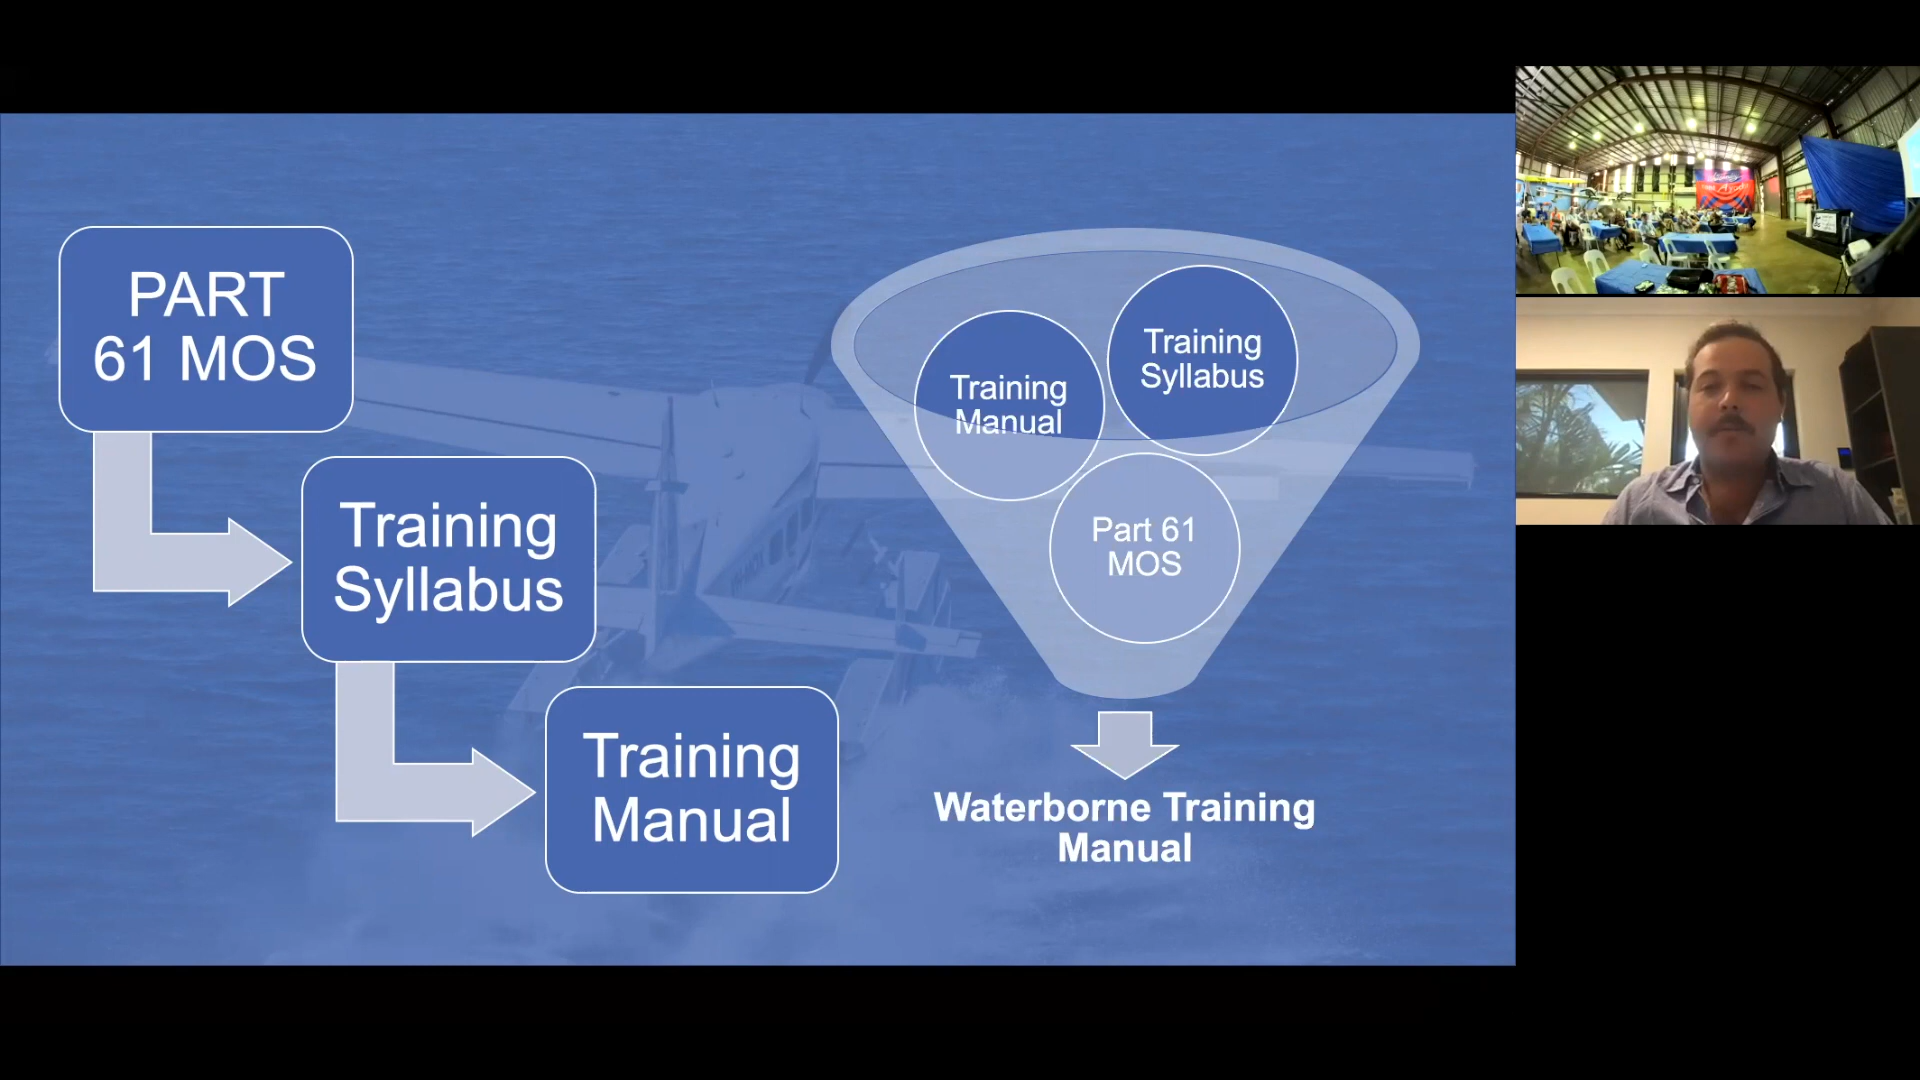 PART
61 MOS
Training
Syllabus
Training
Manual
Training
Manual
Training
Syllabus
Part 61
MOS
Waterborne Training
Manual